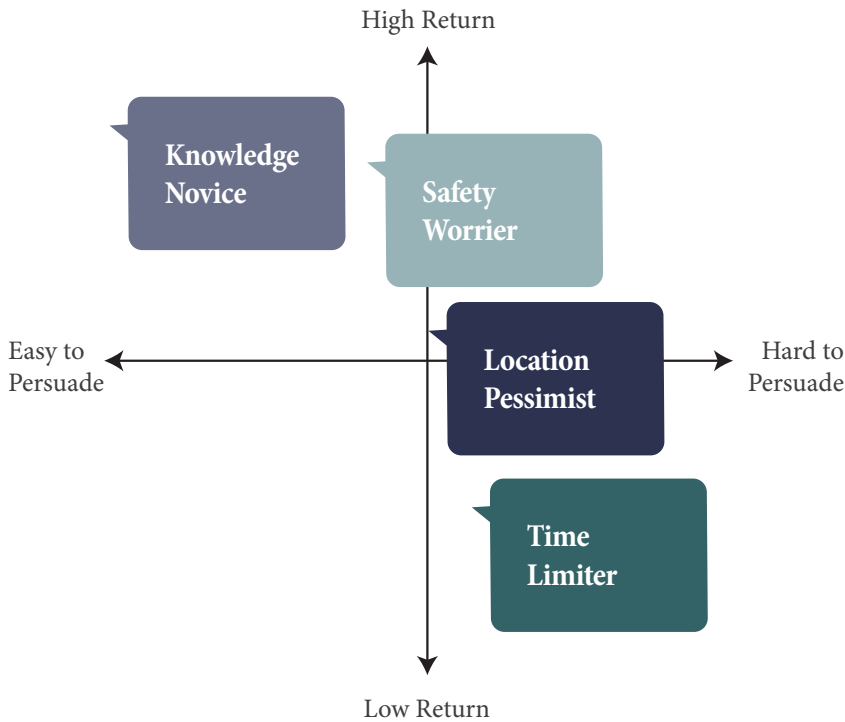 High Return
Knowledge
Novice
Safety
Worrier
Easy to
Persuade
Location
Pessimist
Hard to
Persuade
Time
Limiter
Low Return